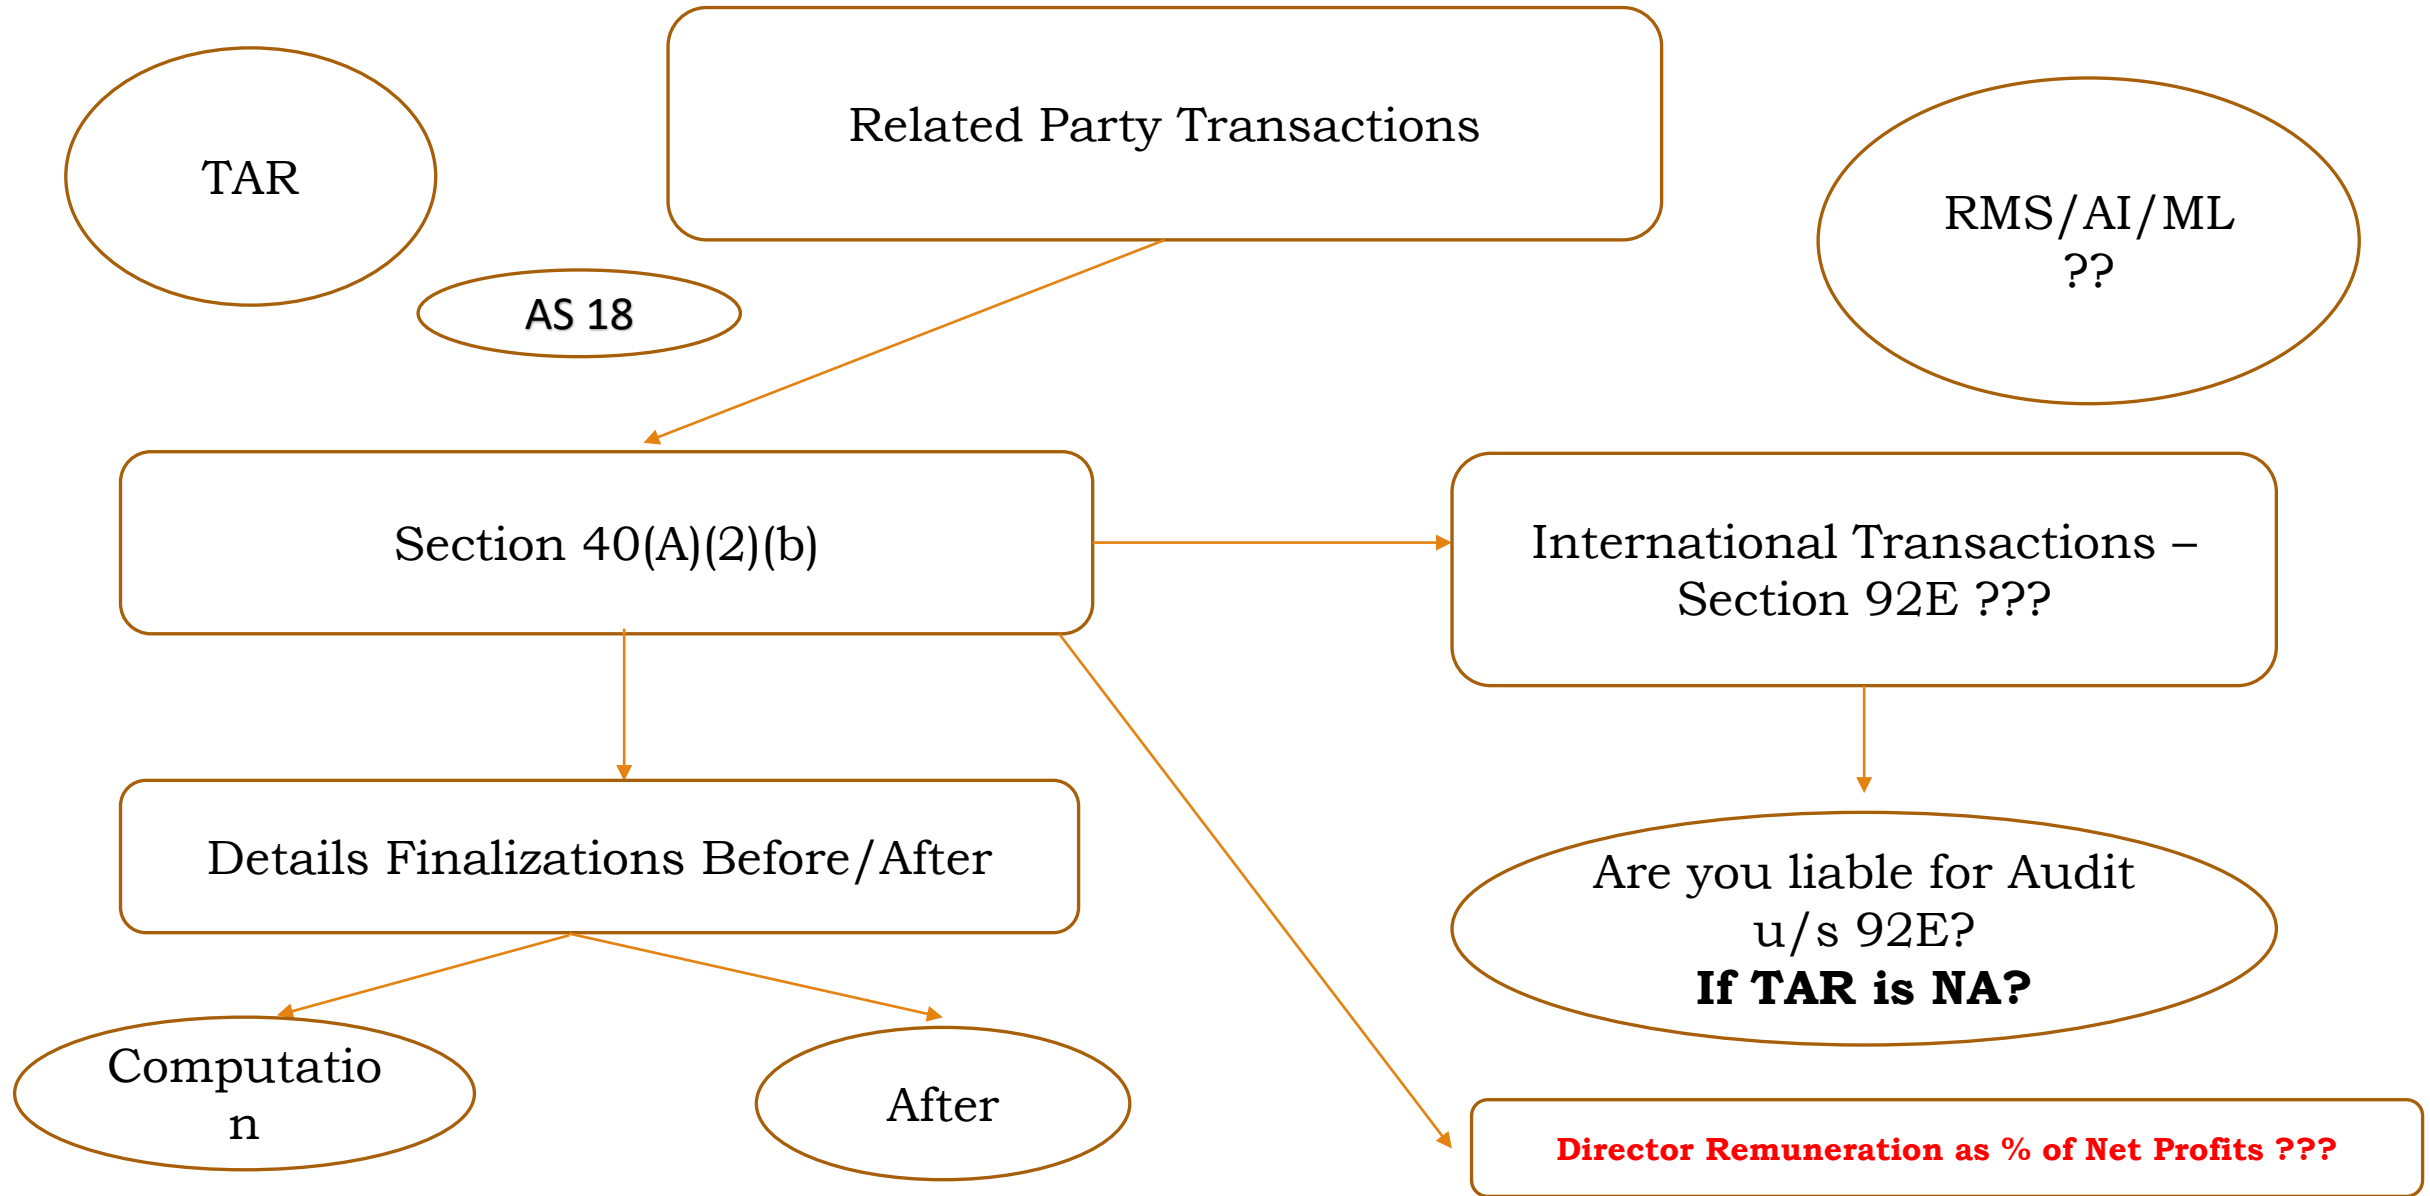 Related Party Transactions
TAR
RMS/AI/ML
??
AS 18
Section 40(A)(2)(b)
International Transactions –
Section 92E ???
Details Finalizations Before/After
Are you liable for Audit
u/s 92E?
If TAR is NA?
Computatio
n
After
Director Remuneration as % of Net Profits ???